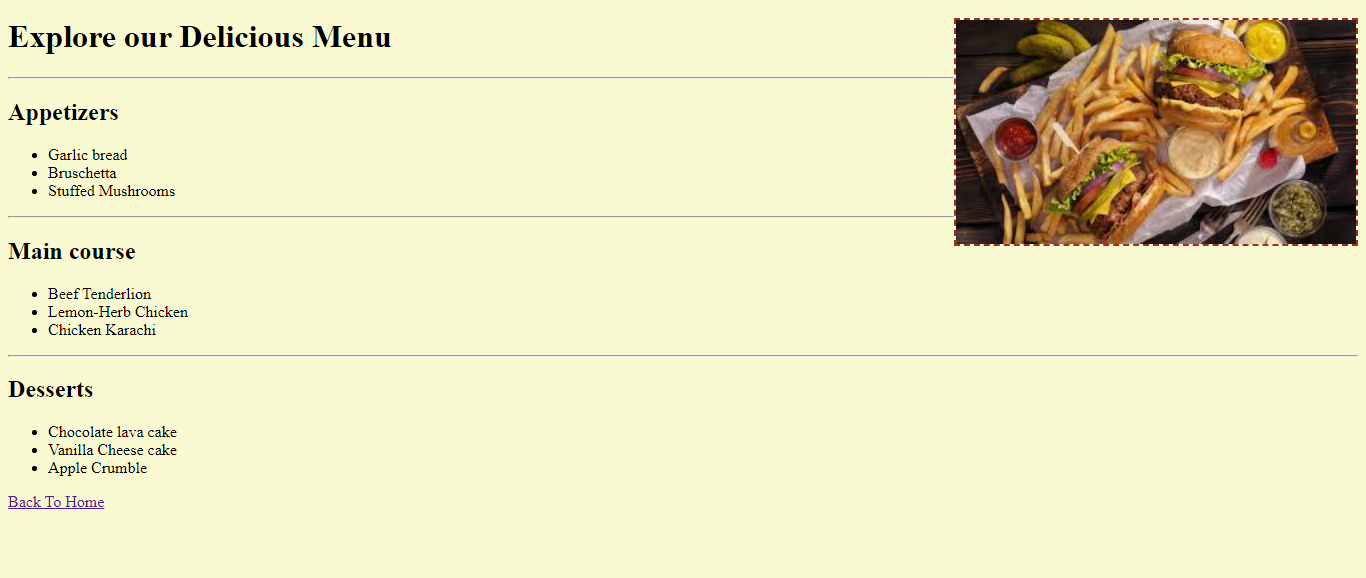 Explore our Delicious Menu
Appetizers
Garlic bread
Bruschetta
Stuffed Mushrooms
Main course
Beef Tenderlion
Lemon-Herb Chicken
Chicken Karachi
Desserts
Chocolate lava cake
Vanilla Cheese cake
Apple Crumble
Back To Home